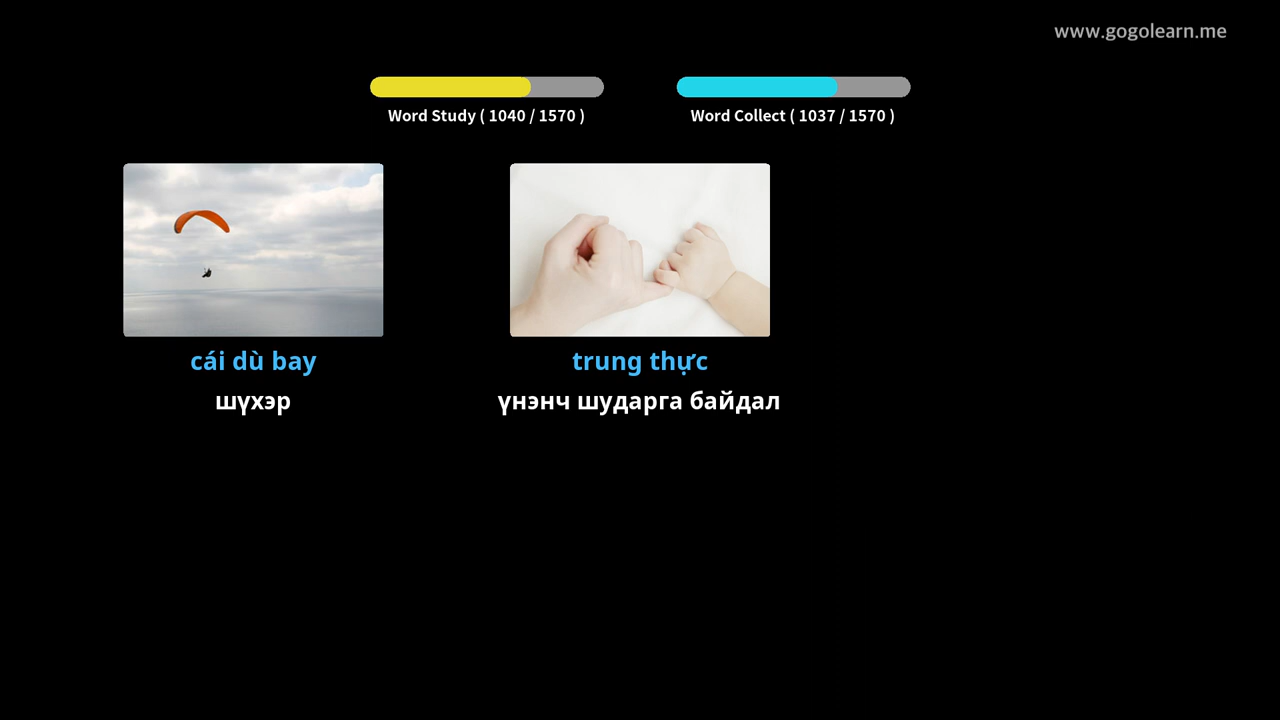 www.gogolearn.me
Word Study ( 1040 / 1570 )
Word Collect ( 1037 / 1570 )
cái dù bay
шүхэр
trung thực
үнэнч шударга байдал